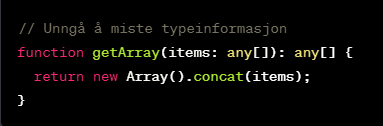 // Unngå å miste typeinformasjon
function getArray(items: any[]): any[] {
  return new Array().concat(items);
}